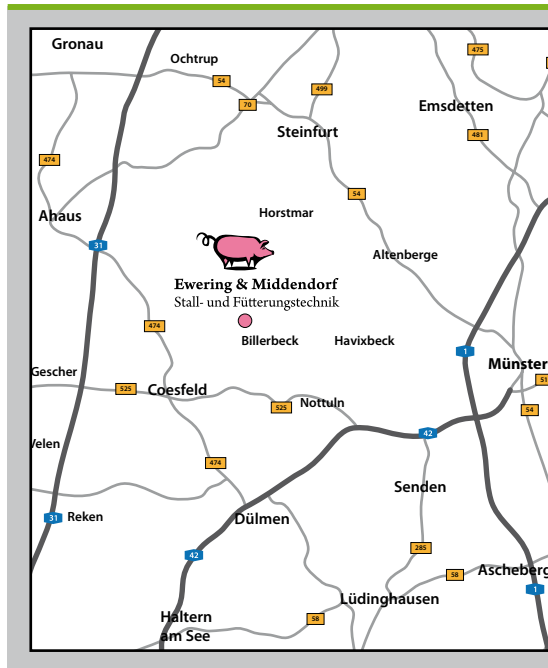 Gronau
475
Ochtrup
54
499
70
Emsdetten
Steinfurt
481
474
54
Ahaus
Horstmar
31
Altenberge
Ewering & Middendorf
Stall- und Fütterungstechnik
474
Billerbeck
Havixbeck
1
Münster
Gescher
51
525
Coesfeld
525
Nottuln
54
42
Velen
474
Senden
31
Reken
Dülmen
285
42
58
Ascheberg
1
Lüdinghausen
Haltern
am See
58